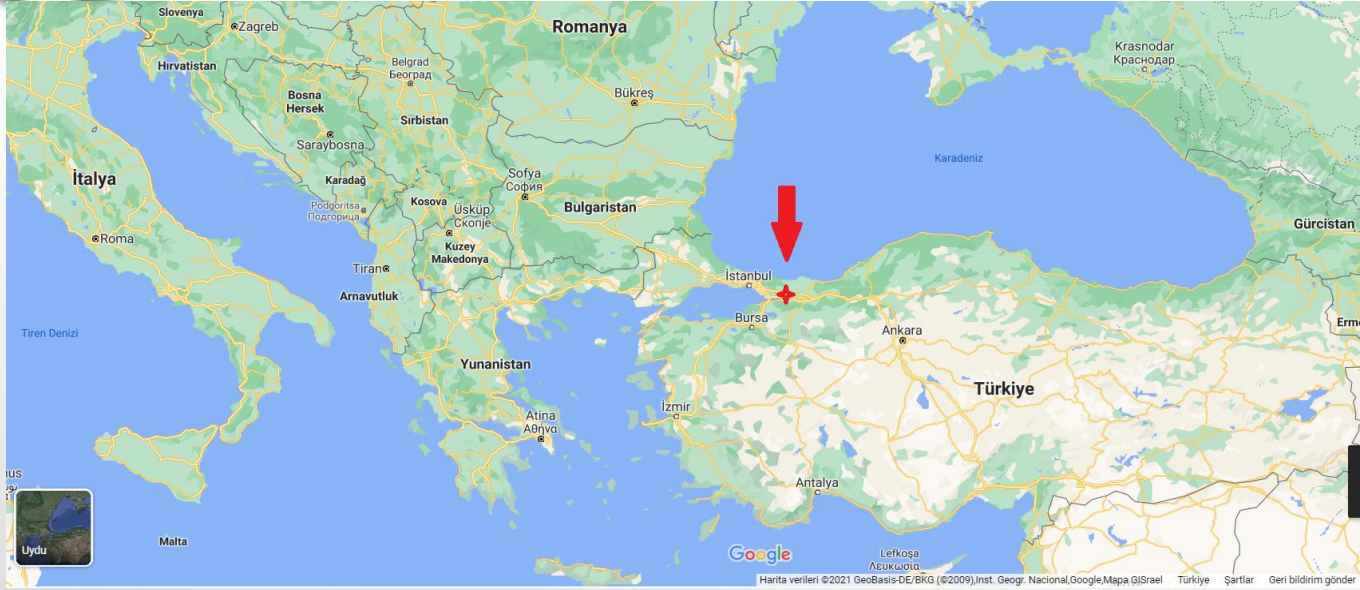 Slovenya
Zagreb
Romanya
Krasnodar
Краснодар
Hırvatistan
Belgrad
Београд
Bosna
Hersek
Bükreş
Sırbistan
Saraybosna
Karadeniz
İtalya
Karadağ
Sofya
София
Kosova
Üsküp
Скопје
Bulgaristan
Podgoritsa
Подгорица
Gürcistan
Roma
Kuzey
Makedonya
Tiran
İstanbul
Arnavutluk
Bursa
Ankara
Erme
Tiren Denizi
Yunanistan
Türkiye
İzmir
Atina
Αθήνα
Antalya
Malta
Uydu
Google
Lefkoşa
Λευκωσία
Harita verileri ©2021 GeoBasis-DE/BKG (©2009),Inst. Geogr. Nacional,Google,Mapa GISrael Türkiye Şartlar Geri bildirim gönder